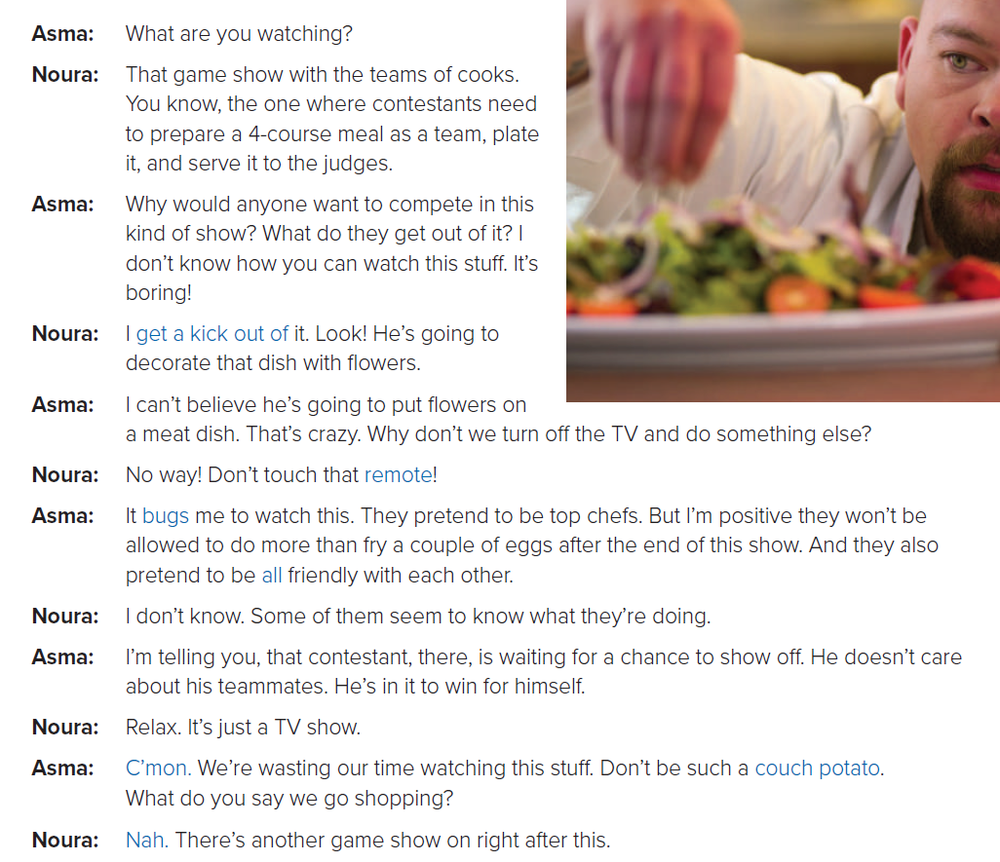 Asma: What are you watching?
Noura: That game show with the teams of cooks.
You know, the one where contestants need
to prepare a 4-course meal as a team, plate
it, and serve it to the judges.
Asma: Why would anyone want to compete in this
kind of show? What do they get out of it? I
don’t know how you can watch this stuff. It’s
boring!
Noura: I get a kick out of it. Look! He’s going to
decorate that dish with flowers.
Asma: I can’t believe he’s going to put flowers on
a meat dish. That’s crazy. Why don’t we turn off the TV and do something else?
Noura: No way! Don’t touch that remote!
Asma: It bugs me to watch this. They pretend to be top chefs. But I’m positive they won’t be
allowed to do more than fry a couple of eggs after the end of this show. And they also
pretend to be all friendly with each other.
Noura: I don’t know. Some of them seem to know what they’re doing.
Asma: I’m telling you, that contestant, there, is waiting for a chance to show off. He doesn’t care
about his teammates. He’s in it to win for himself.
Noura: Relax. It’s just a TV show.
Asma: C’mon. We’re wasting our time watching this stuff. Don’t be such a couch potato.
What do you say we go shopping?
Noura: Nah. There’s another game show on right after this.